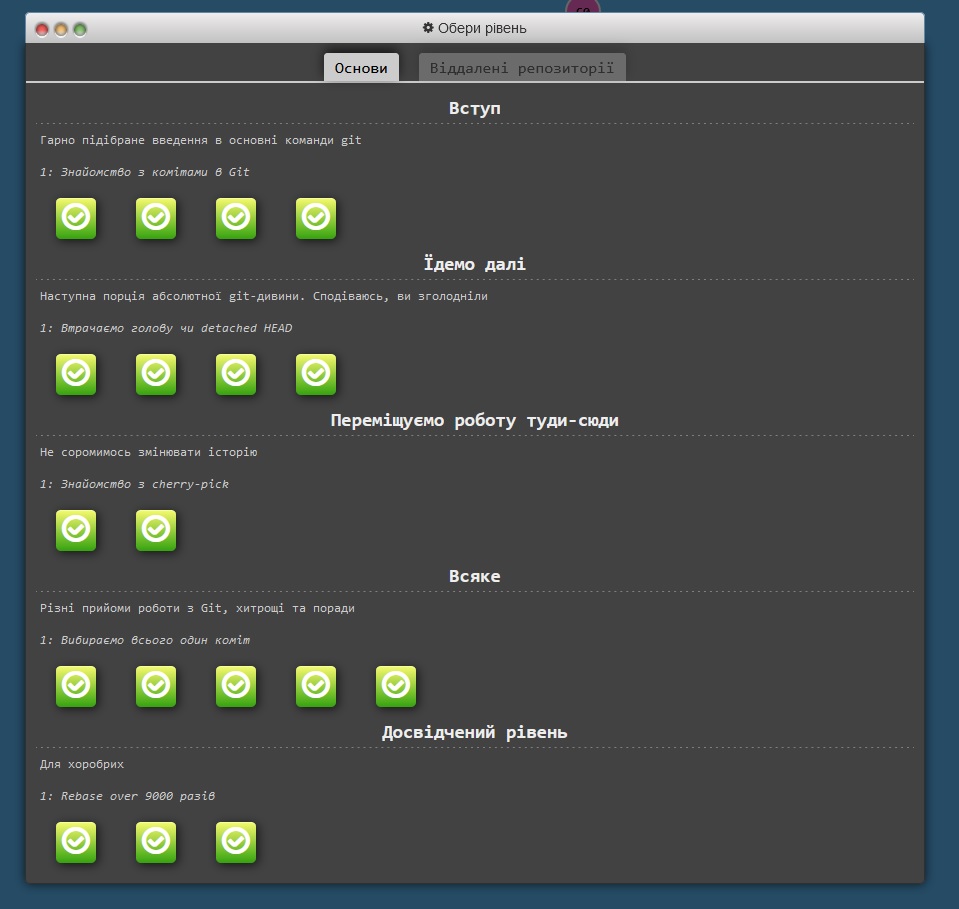 Обери рівень
Основи
Віддалені репозиторії
Вступ
Гарно підібране введення в основні команди git
1: Знайомство з комітами в Git
Їдемо далі
Наступна порція абсолютної git-дивини. Сподіваюсь, ви зголодніли
1: Втрачаємо голову чи detached HEAD
Переміщуємо роботу туди-сюди
Не соромимось змінювати історію
1: Знайомство з cherry-pick
Всяке
Різні прийоми роботи з Git, хитрощі та поради
1: Вибираємо всього один коміт
Досвідчений рівень
Для хоробрих
1: Rebase over 9000 разів